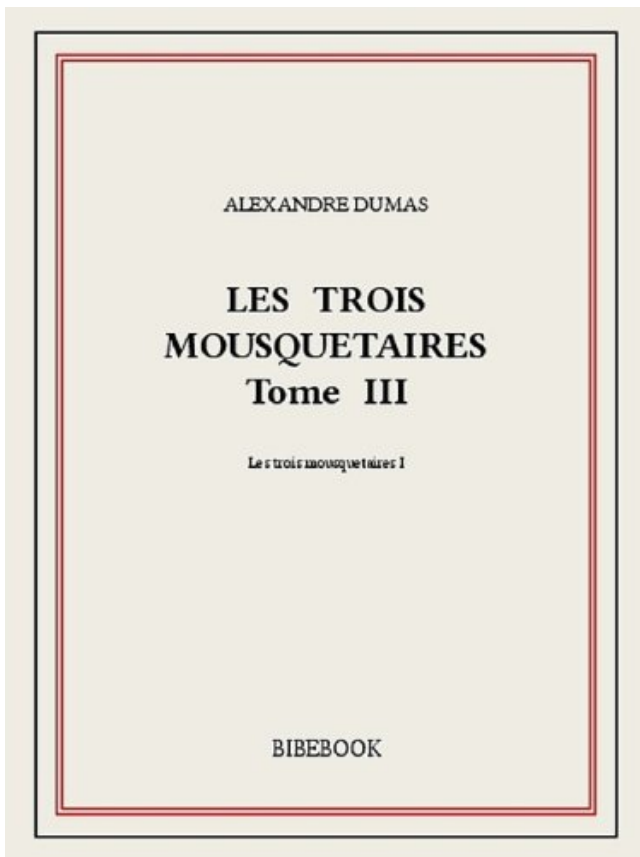 ALEXANDRE DUMAS
LES TROIS
MOUSQUETAIRES
Tome III
Les trois mousquetaires I
BIBEBOOK